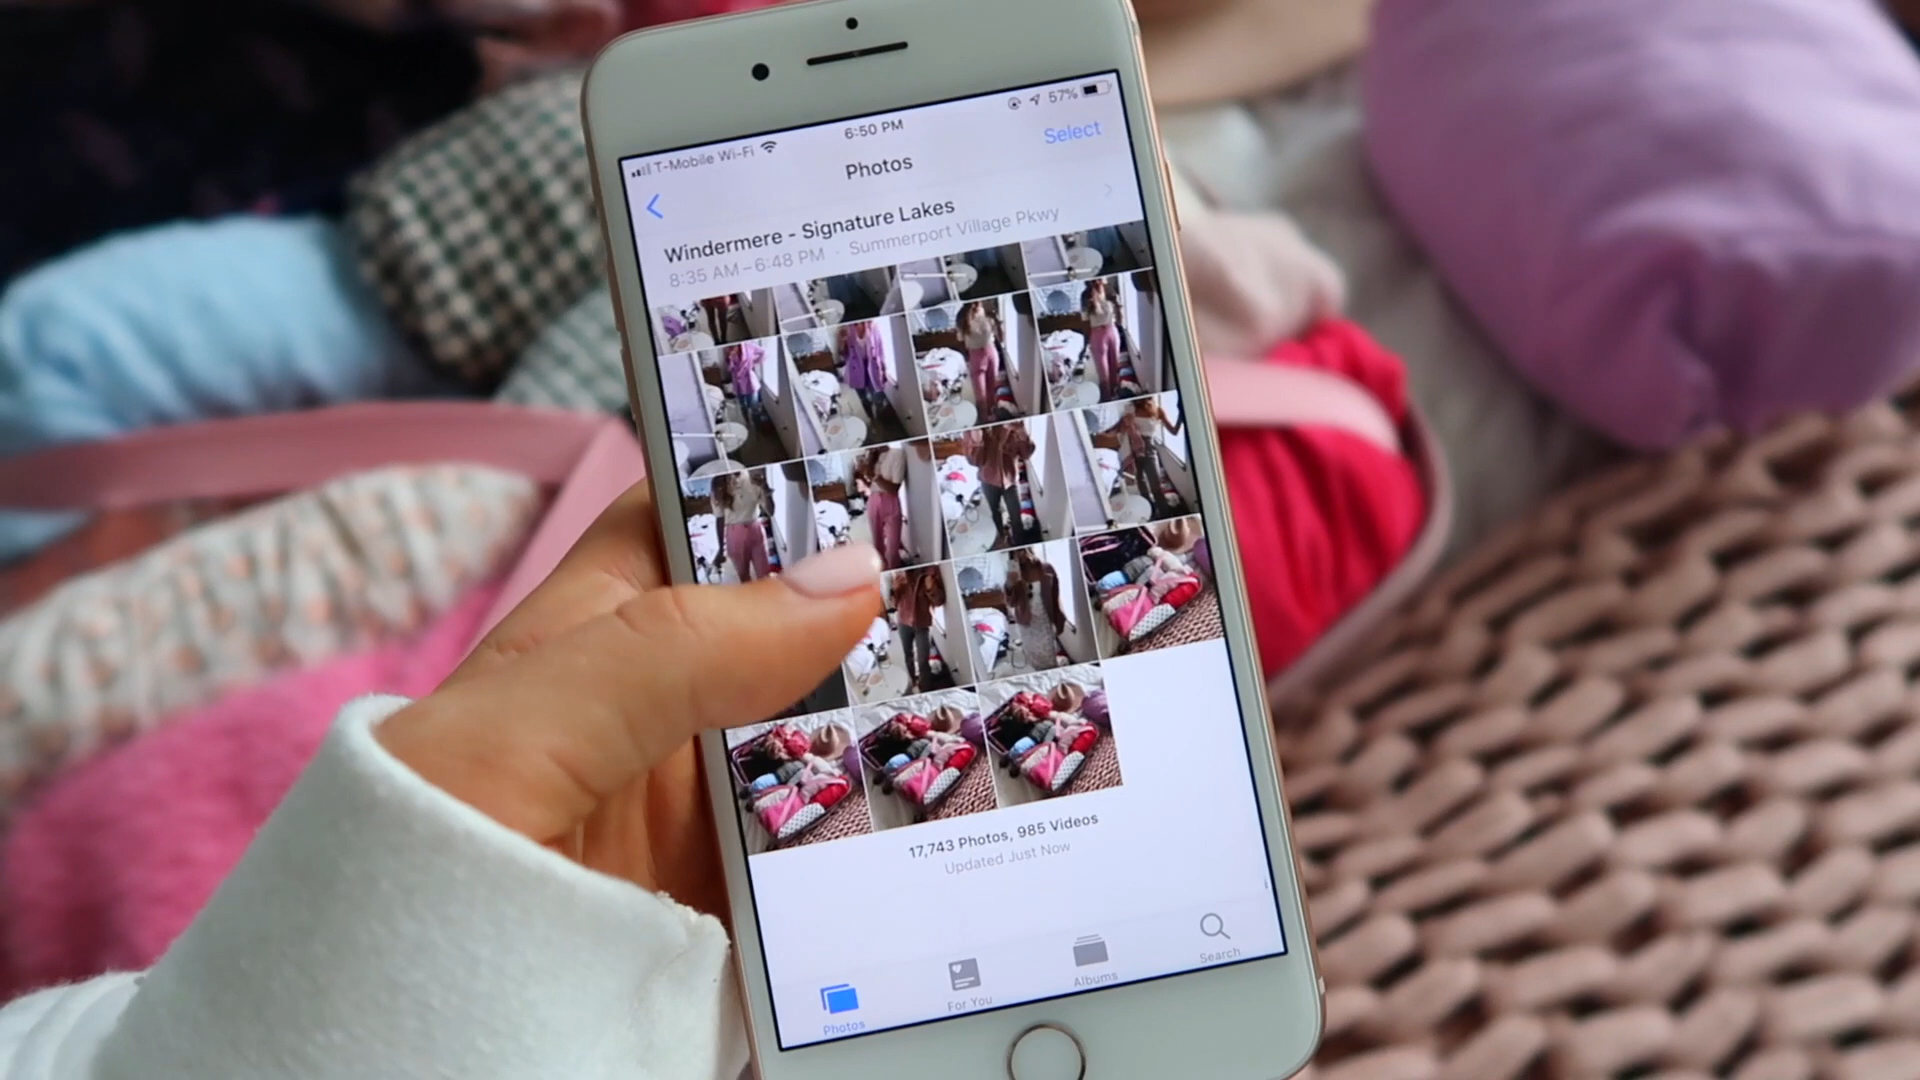 T-Mobile Wi-Fi
6:50 PM
57%
Photos
Select
Windermere - Signature Lakes
8:35 AM–6:48 PM · Summerport Village Pkwy
17,743 Photos, 985 Videos
Updated Just Now
Photos
For You
Albums
Search